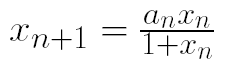 $x_{n+1} = \frac{a_n x_n}{1+x_n}$